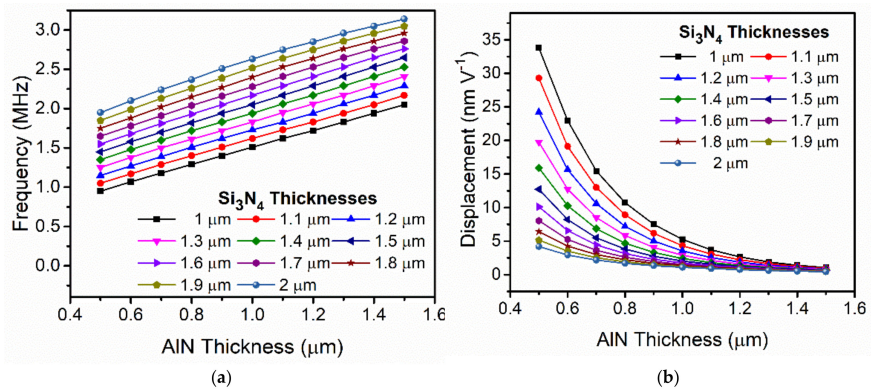 3.0
2.5
2.0
1.5
1.0
0.5
0.0
Frequency (MHz)
Si3N4 Thicknesses
1 μm 1.1 μm 1.2 μm
1.3 μm 1.4 μm 1.5 μm
1.6 μm 1.7 μm 1.8 μm
1.9 μm 2 μm
0.4 0.6 0.8 1.0 1.2 1.4 1.6
AlN Thickness (μm)
(a)
35
30
25
20
15
10
5
0
Displacement (nm V⁻¹)
Si3N4 Thicknesses
1 μm 1.1 μm
1.2 μm 1.3 μm
1.4 μm 1.5 μm
1.6 μm 1.7 μm
1.8 μm 1.9 μm
2 μm
0.4 0.6 0.8 1.0 1.2 1.4 1.6
AlN Thickness (μm)
(b)